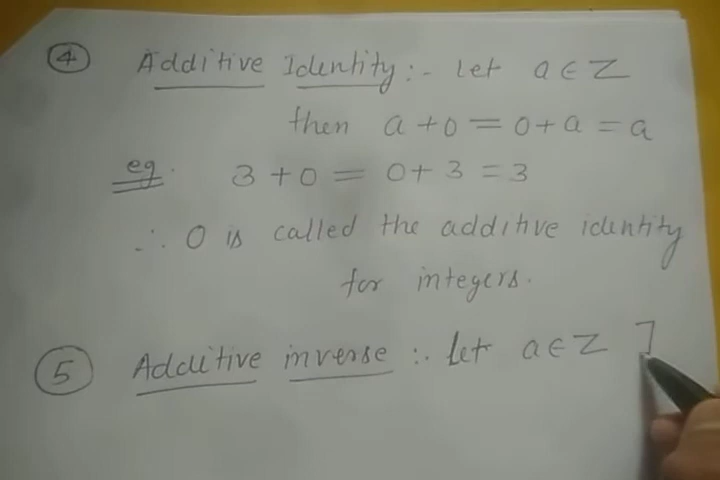 ④ Additive Identity :- Let a ∈ Z
then a + 0 = 0 + a = a
eg. 3 + 0 = 0 + 3 = 3
∴ 0 is called the additive identity
for integers.
⑤ Additive inverse :- Let a ∈ Z